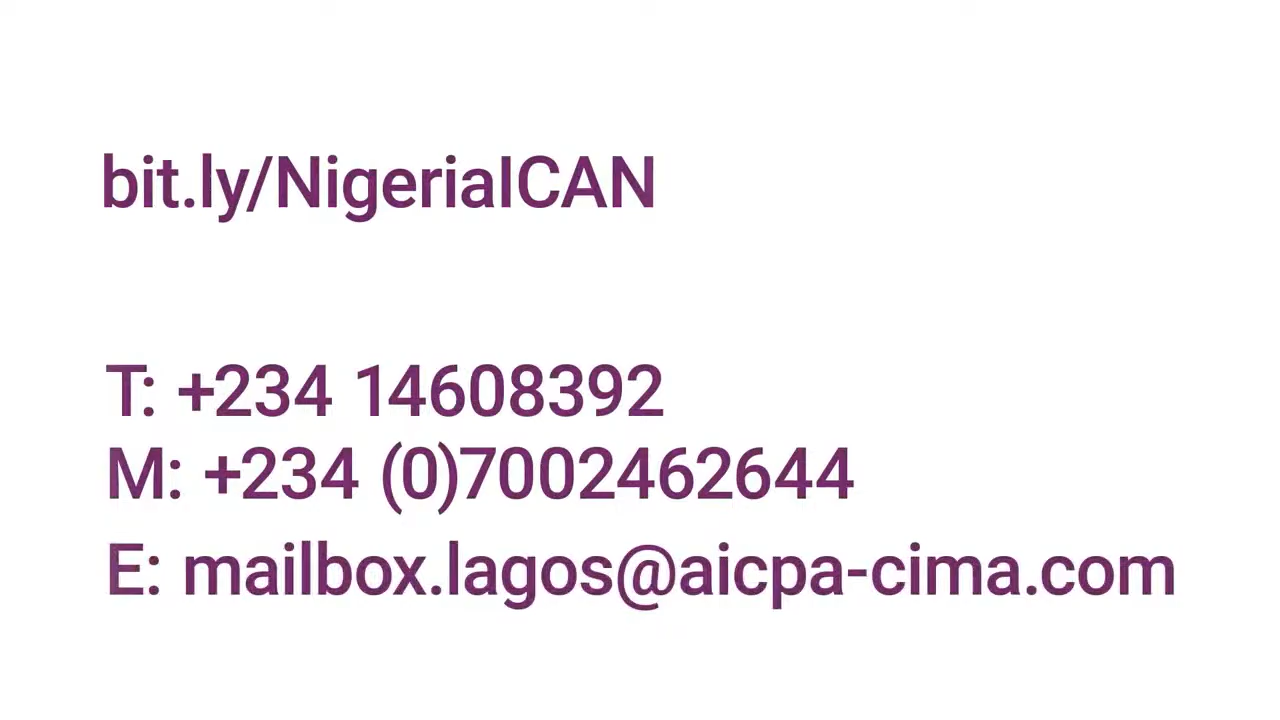 bit.ly/NigeriaICAN
T: +234 14608392
M: +234 (0)7002462644
E: mailbox.lagos@aicpa-cima.com